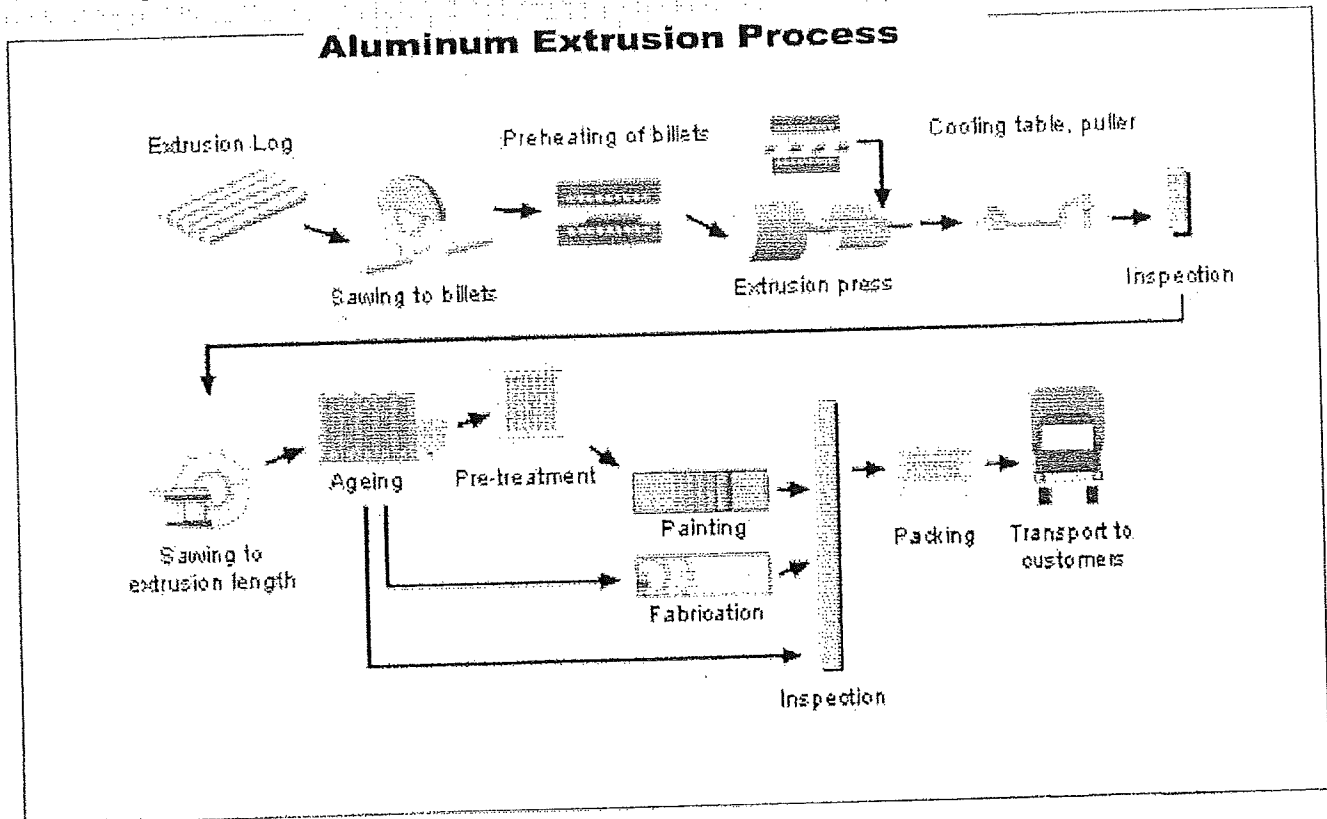 Aluminum Extrusion Process
Extrusion Log
Preheating of billets
Cooling table, puller
Sawing to billets
Extrusion press
Inspection
Ageing
Pre-treatment
Painting
Packing
Transport to
customers
Sawing to
extrusion length
Fabrication
Inspection